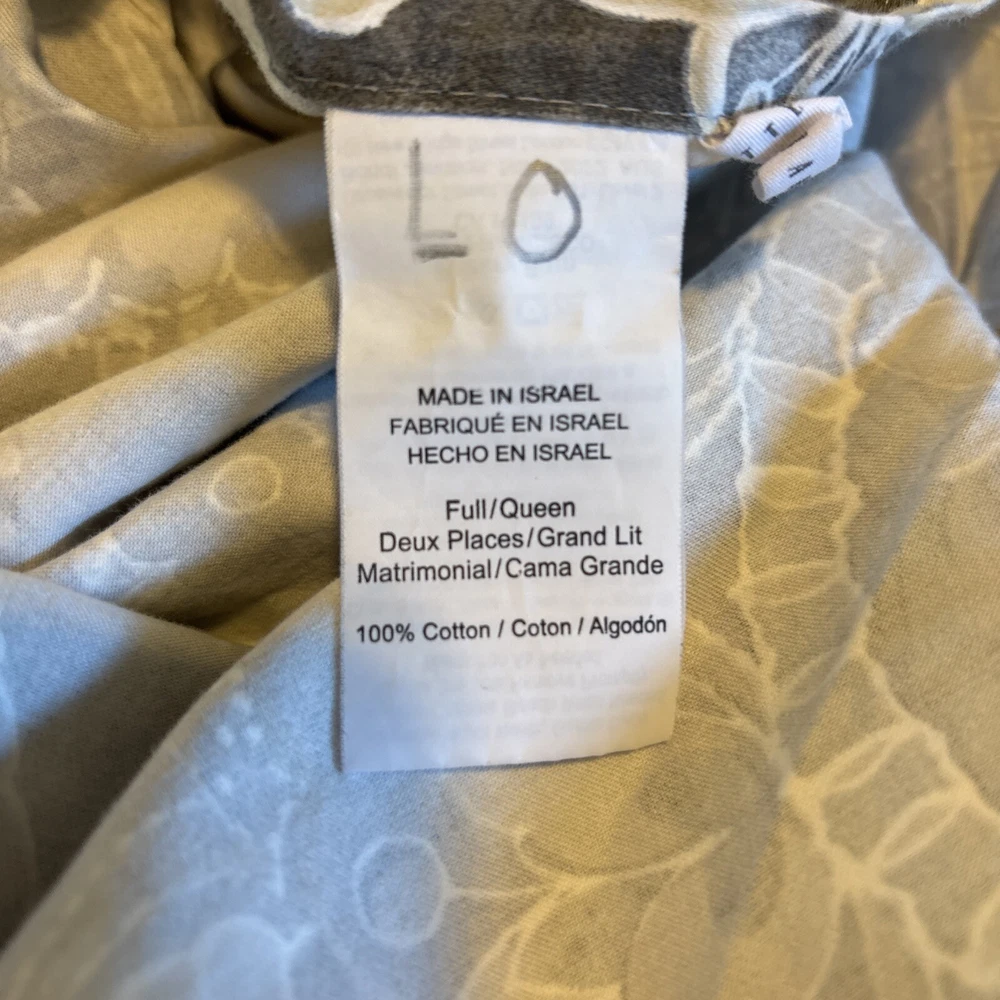 LO
MADE IN ISRAEL
FABRIQUÉ EN ISRAEL
HECHO EN ISRAEL
Full/Queen
Deux Places/Grand Lit
Matrimonial/Cama Grande
100% Cotton / Coton / Algodón